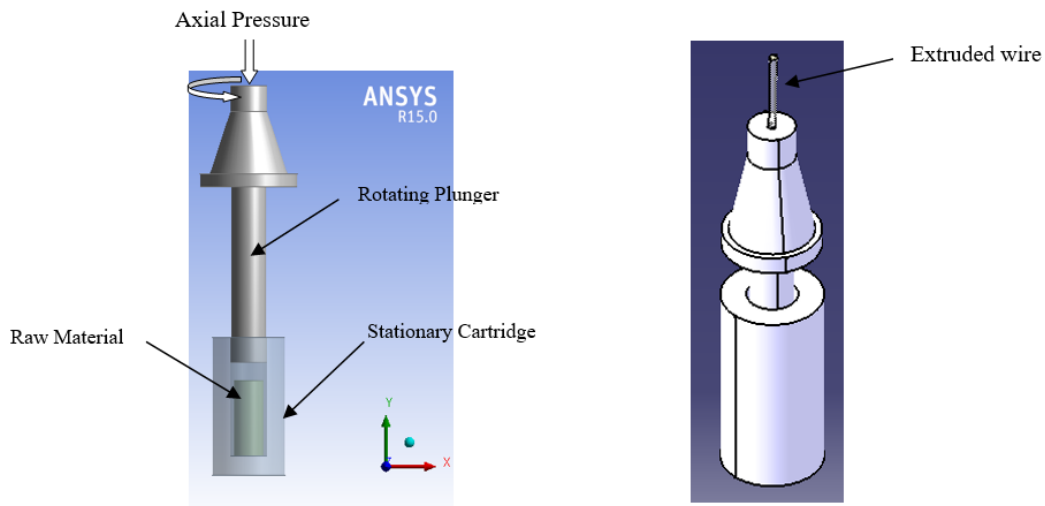 Axial Pressure
ANSYS
R15.0
Rotating Plunger
Raw Material
Stationary Cartridge
Y
X
Extruded wire